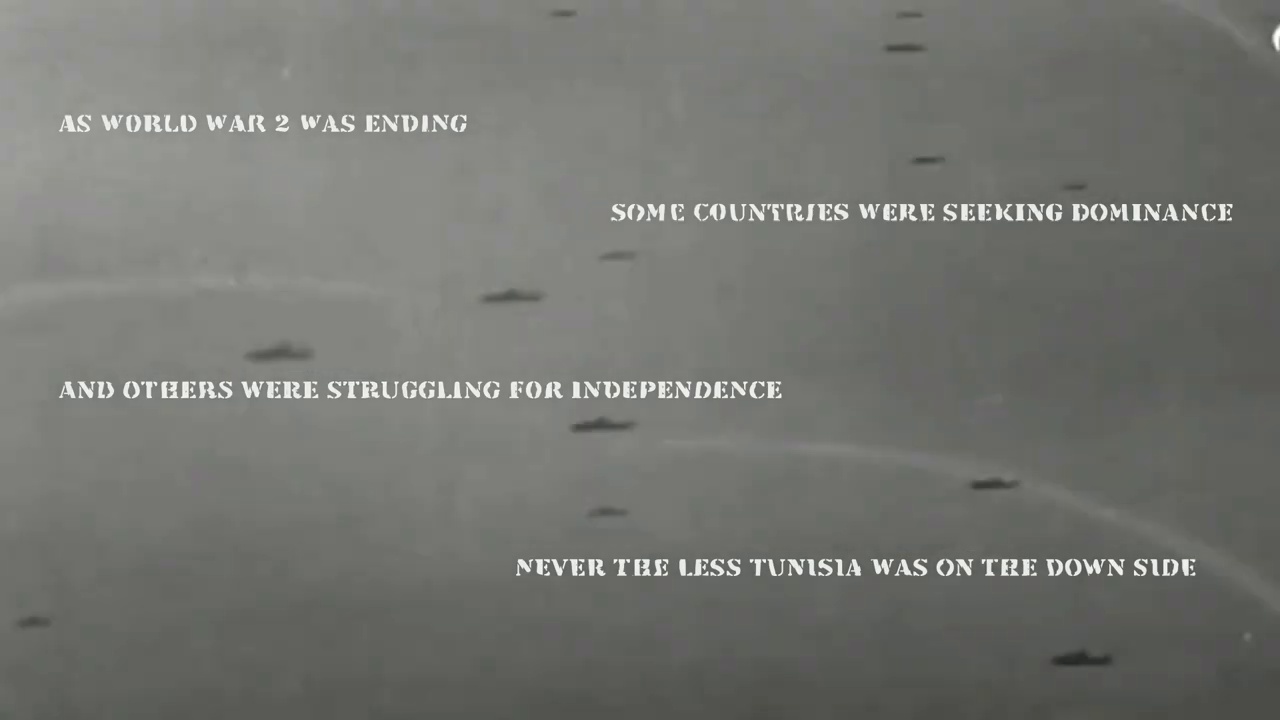 AS WORLD WAR 2 WAS ENDING
SOME COUNTRIES WERE SEEKING DOMINANCE
AND OTHERS WERE STRUGGLING FOR INDEPENDENCE
NEVER THE LESS TUNISIA WAS ON THE DOWN SIDE